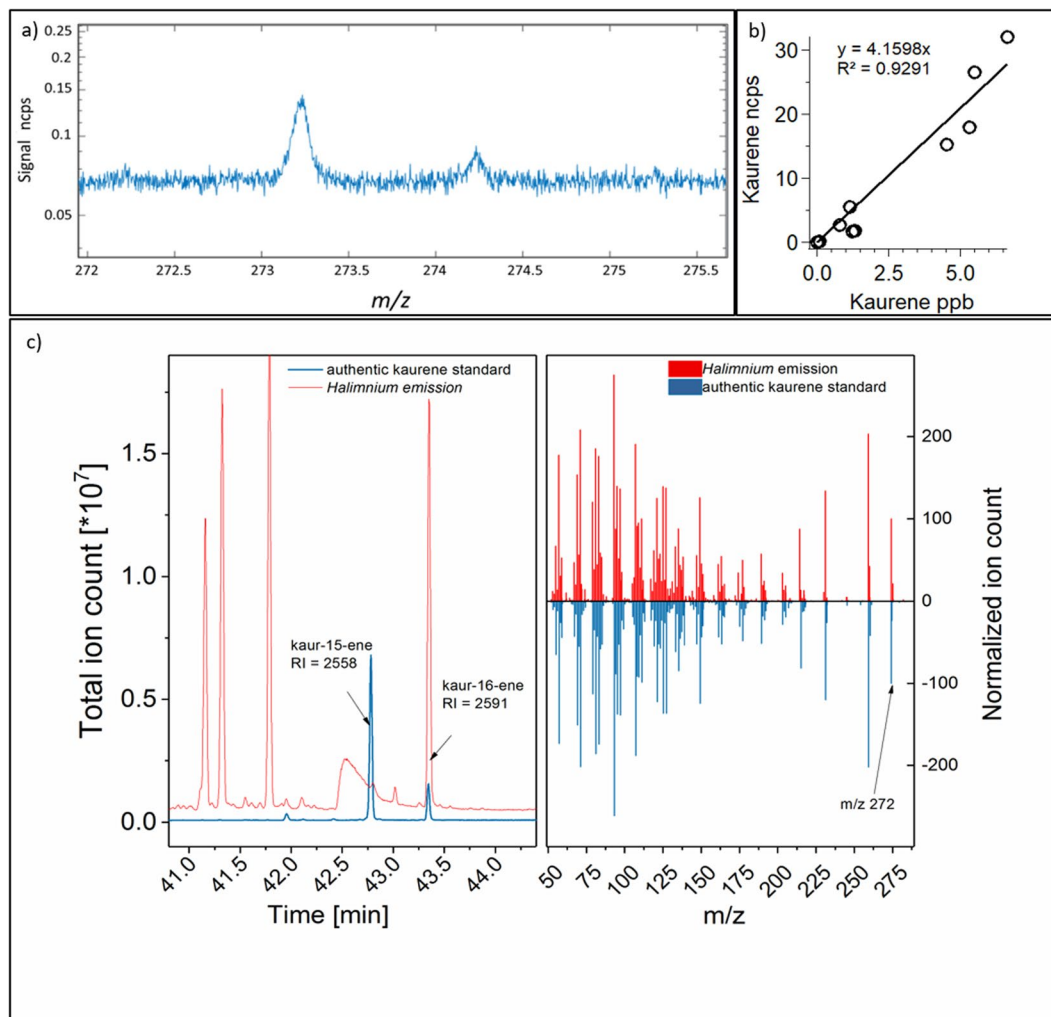 a)
Signal ncps
0.25
0.2
0.15
0.1
0.05
272
272.5
273
273.5
274
274.5
275
275.5
m/z
b)
Kaurene ncps
30
20
10
0
y = 4.1598x
R² = 0.9291
0.0
2.5
5.0
Kaurene ppb
c)
Total ion count [*10⁷]
1.5
1.0
0.5
0.0
authentic kaurene standard
Halimnium emission
kaur-15-ene
RI = 2558
kaur-16-ene
RI = 2591
41.0
41.5
42.0
42.5
43.0
43.5
44.0
Time [min]
Halimnium emission
authentic kaurene standard
200
100
0
-100
-200
Normalized ion count
m/z 272
50
75
100
125
150
175
200
225
250
275
m/z